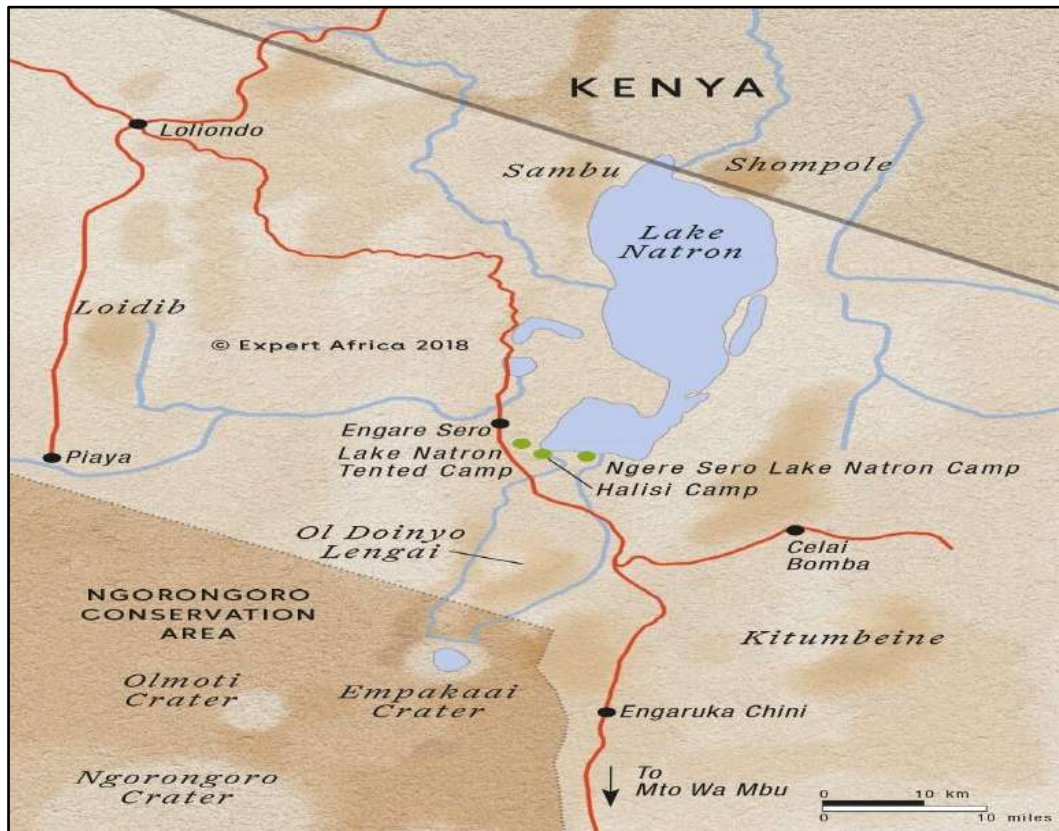 KENYA
Loliondo
Sambu
Shompole
Lake
Natron
Loidib
© Expert Africa 2018
Engare Sero
Lake Natron
Tented Camp
Piaya
Ngere Sero Lake Natron Camp
Halisi Camp
Ol Doinyo
Lengai
Celai
Bomba
NGORONGORO
CONSERVATION
AREA
Kitumbeine
Olmoti
Crater
Empakaai
Crater
Engaruka Chini
Ngorongoro
Crater
To
Mto Wa Mbu
0 10 km
0 10 miles